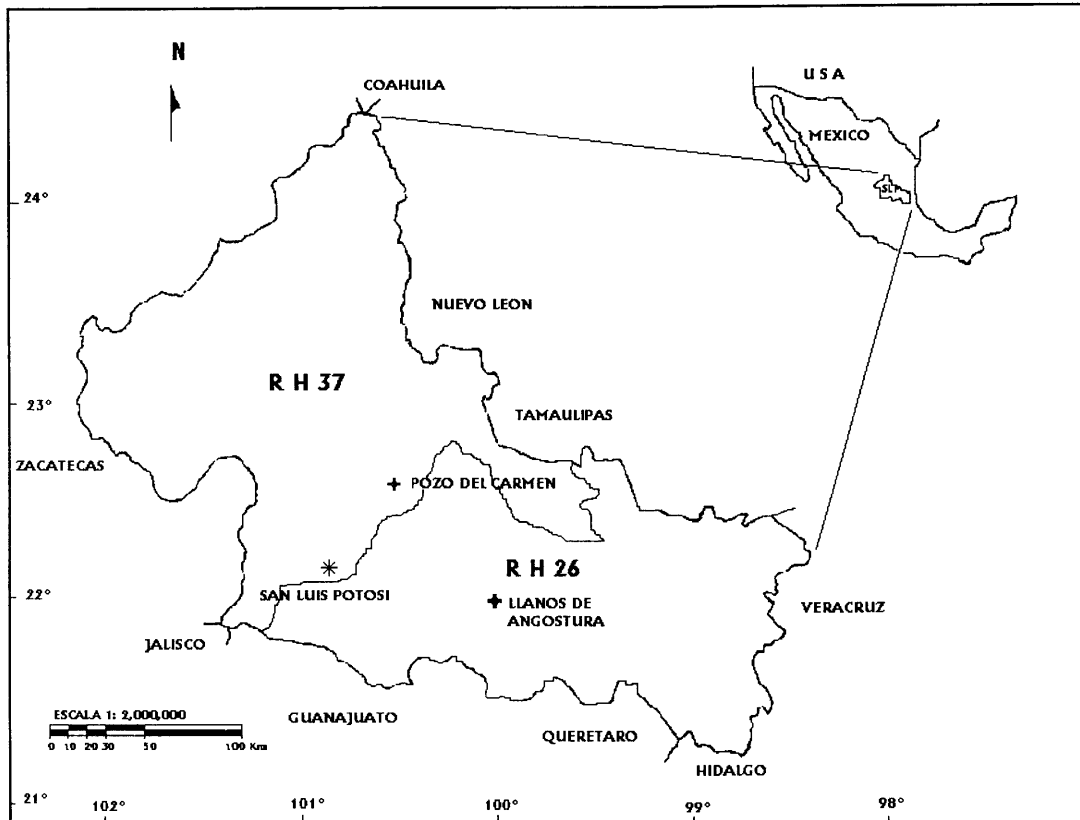 N
COAHUILA
U S A
MEXICO
SLP
24°
NUEVO LEON
R H 37
23°
TAMAULIPAS
ZACATECAS
POZO DEL CARMEN
R H 26
22°
SAN LUIS POTOSI
LLANOS DE
ANGOSTURA
VERACRUZ
JALISCO
ESCALA 1: 2,000,000
GUANAJUATO
0 10 20 30 50 100 Km
QUERETARO
HIDALGO
21°
102° 101° 100° 99° 98°